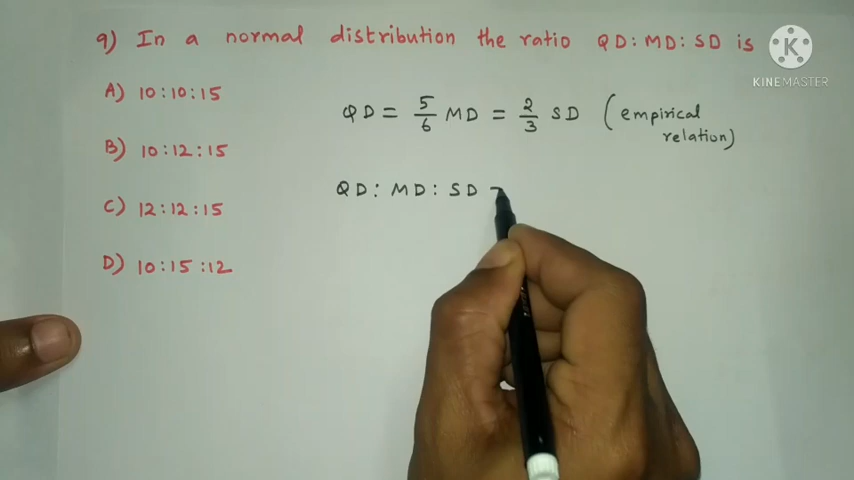 9) In a normal distribution the ratio QD : MD : SD is
A) 10:10:15
B) 10:12:15
C) 12:12:15
D) 10:15:12
QD = 5/6 MD = 2/3 SD (empirical
relation)
QD : MD : SD
KINEMASTER